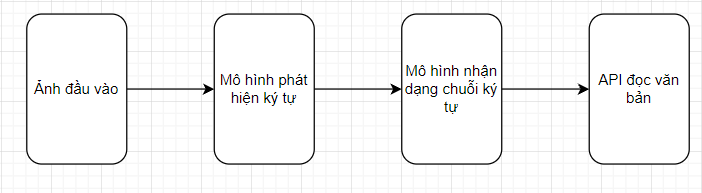 Ảnh đầu vào
Mô hình phát
hiện ký tự
Mô hình nhận
dạng chuỗi ký
tự
API đọc văn
bản